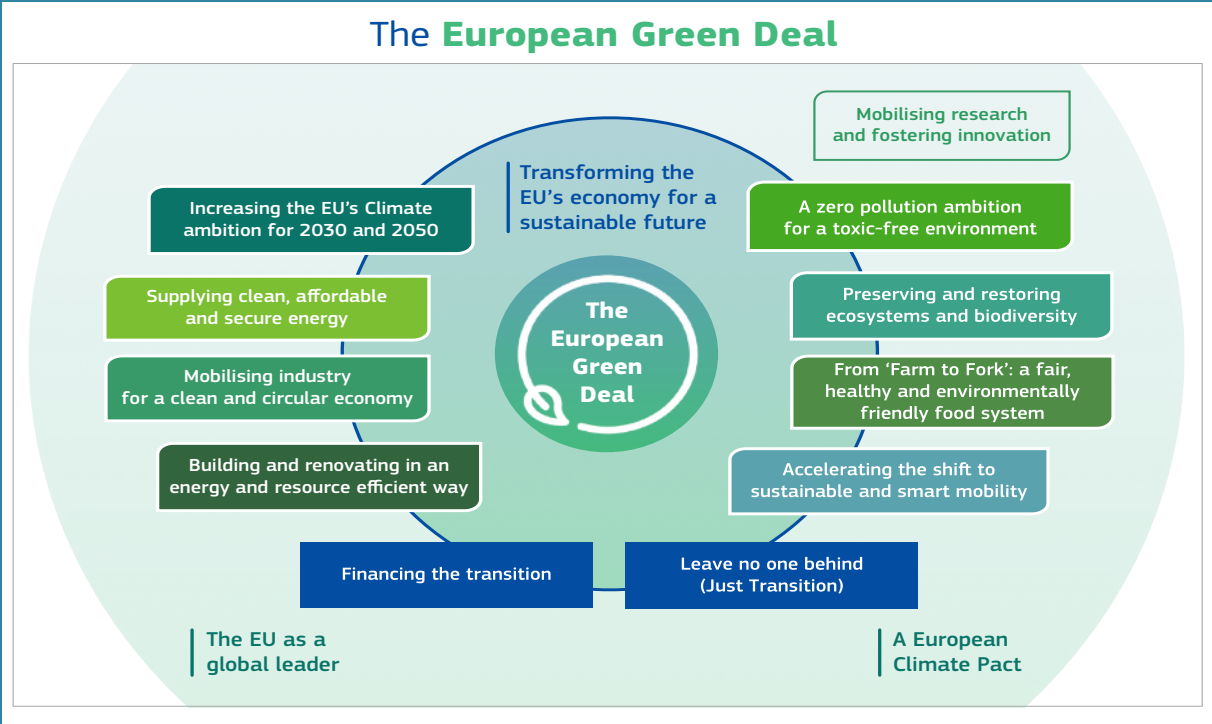 The European Green Deal
Mobilising research
and fostering innovation
Transforming the
EU’s economy for a
sustainable future
Increasing the EU’s Climate
ambition for 2030 and 2050
A zero pollution ambition
for a toxic-free environment
Supplying clean, affordable
and secure energy
Preserving and restoring
ecosystems and biodiversity
The
European
Green
Deal
Mobilising industry
for a clean and circular economy
From ‘Farm to Fork’: a fair,
healthy and environmentally
friendly food system
Building and renovating in an
energy and resource efficient way
Accelerating the shift to
sustainable and smart mobility
Financing the transition
Leave no one behind
(Just Transition)
The EU as a
global leader
A European
Climate Pact